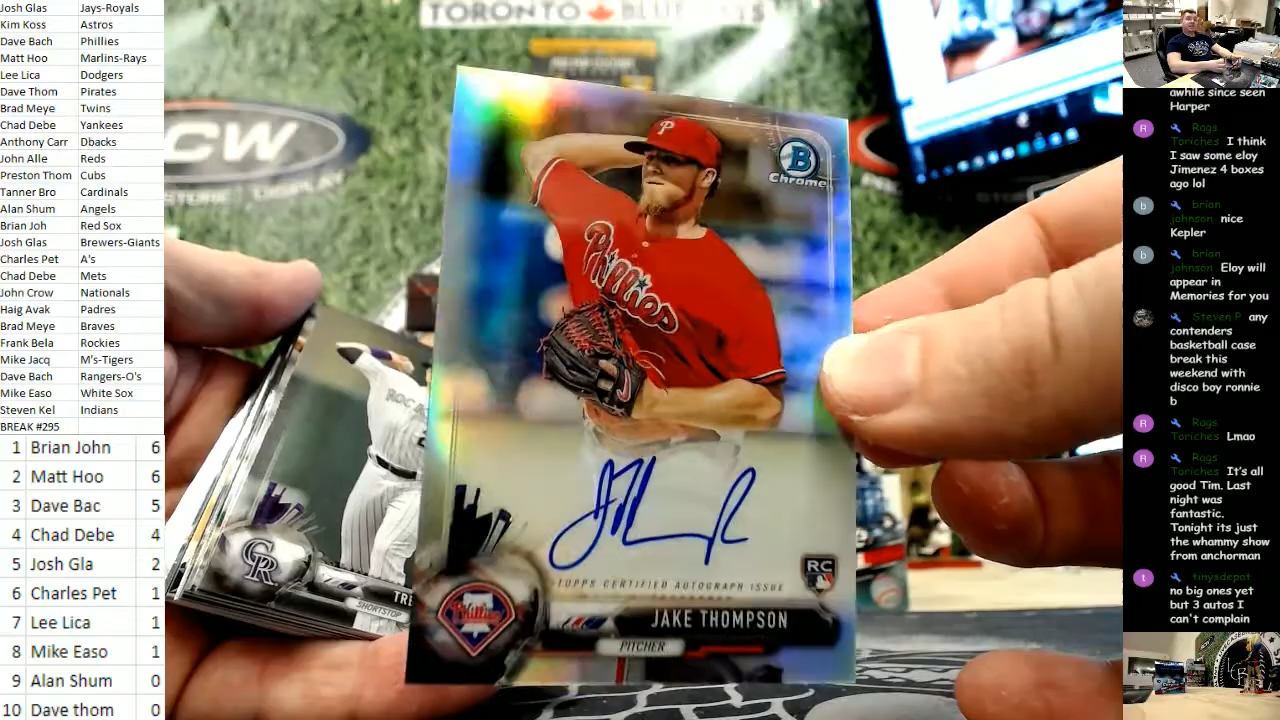 Josh Glas Jays-Royals
Kim Koss Astros
Dave Bach Phillies
Matt Hoo Marlins-Rays
Lee Lica Dodgers
Dave Thom Pirates
Brad Meye Twins
Chad Debe Yankees
Anthony Carr Dbacks
John Alle Reds
Preston Thom Cubs
Tanner Bro Cardinals
Alan Shum Angels
Brian Joh Red Sox
Josh Glas Brewers-Giants
Charles Pet A's
Chad Debe Mets
John Crow Nationals
Haig Avak Padres
Brad Meye Braves
Frank Bela Rockies
Mike Jacq M's-Tigers
Dave Bach Rangers-O's
Mike Easo White Sox
Steven Kel Indians
BREAK #295
1 Brian John 6
2 Matt Hoo 6
3 Dave Bac 5
4 Chad Debe 4
5 Josh Gla 2
6 Charles Pet 1
7 Lee Lica 1
8 Mike Easo 1
9 Alan Shum 0
10 Dave thom 0
TORONTO BLUE JAYS
CW
P
B
Chrome
Phillies
TOPPS CERTIFIED AUTOGRAPH ISSUE
RC
Phillies
JAKE THOMPSON
PITCHER
ROC
CR
TRE
SHORTSTOP
awhile since seen
Harper
R Rags
Toriches I think
I saw some eloy
Jimenez 4 boxes
ago lol
b brian
johnson nice
Kepler
b brian
johnson Eloy will
appear in
Memories for you
Steven P any
contenders
basketball case
break this
weekend with
disco boy ronnie
b
R Rags
Toriches Lmao
R Rags
Toriches It's all
good Tim. Last
night was
fantastic.
Tonight its just
the whammy show
from anchorman
t tinysdepot
no big ones yet
but 3 autos I
can't complain